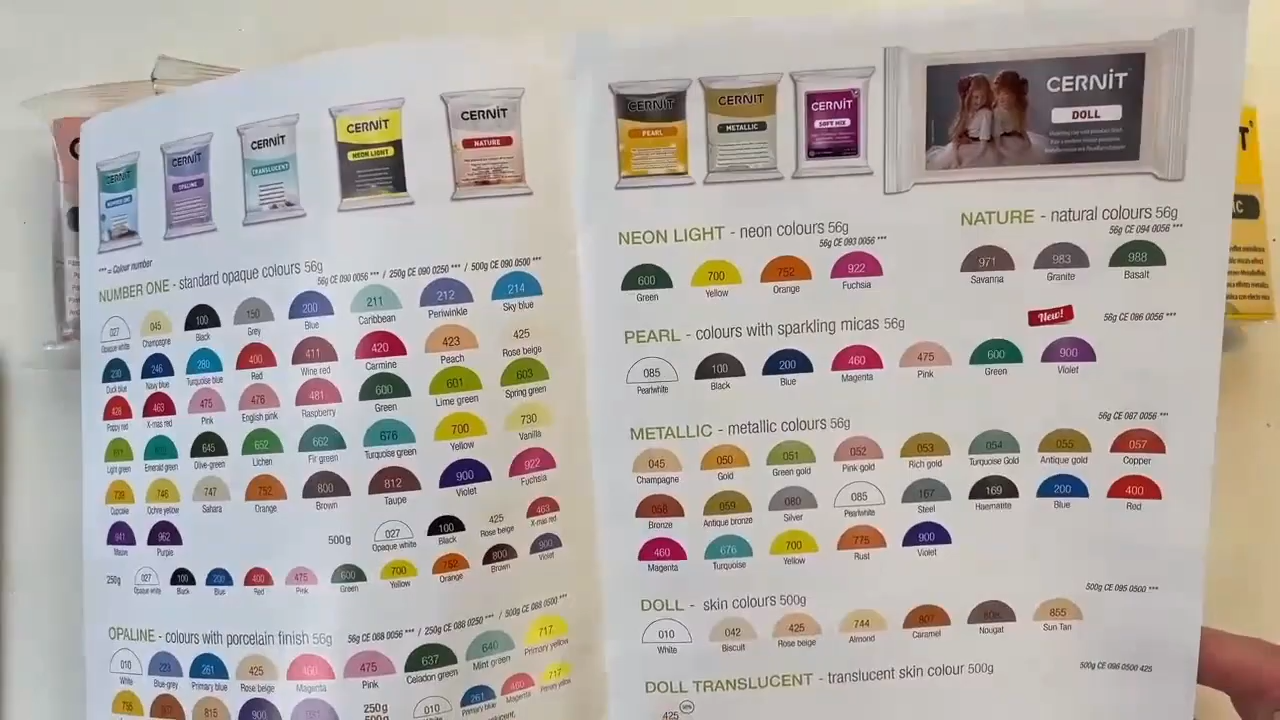 CERNIT
NUMBER ONE
CERNIT
OPALINE
CERNIT
TRANSLUCENT
CERNIT
NEON LIGHT
CERNIT
NATURE
*** = Colour number
NUMBER ONE - standard opaque colours 56g
56g CE 090 0056 *** / 250g CE 090 0250 *** / 500g CE 090 0500 ***
027 045 100 150 200 211 212 214
Opaque white Champagne Black Grey Blue Caribbean Periwinkle Sky blue
230 246 280 400 411 420 423 425
Duck blue Navy blue Turquoise blue Red Wine red Carmine Peach Rose beige
428 463 475 476 481 600 601 603
Poppy red X-mas red Pink English pink Raspberry Green Lime green Spring green
611 645 652 662 676 700 730
Light green Emerald green Olive-green Lichen Fir green Turquoise green Yellow Vanilla
739 746 747 752 800 812 900 922
Cupcake Ochre yellow Sahara Orange Brown Taupe Violet Fuchsia
941 962
Mauve Purple
500g
027 100 425 463
Opaque white Black Rose beige X-mas red
250g
027 100 200 400 475 600 700 752 800 900
Opaque white Black Blue Red Pink Green Yellow Orange Brown Violet
OPALINE - colours with porcelain finish 56g
56g CE 088 0056 *** / 250g CE 088 0250 *** / 500g CE 088 0500 ***
010 223 261 425 460 475 637 640 717
White Blue-grey Primary blue Rose beige Magenta Pink Celadon green Mint green Primary yellow
755 807 815 900 931
250g
500g
010 261 460 717
Primary blue Magenta Primary yellow
CERNIT
PEARL
CERNIT
METALLIC
CERNIT
SOFT MIX
CERNIT
DOLL
NEON LIGHT - neon colours 56g
56g CE 093 0056 ***
600 700 752 922
Green Yellow Orange Fuchsia
NATURE - natural colours 56g
56g CE 094 0056 ***
971 983 988
Savanna Granite Basalt
New!
PEARL - colours with sparkling micas 56g
56g CE 086 0056 ***
085 100 200 460 475 600 900
Pearlwhite Black Blue Magenta Pink Green Violet
METALLIC - metallic colours 56g
56g CE 087 0056 ***
045 050 051 052 053 054 055 057
Champagne Gold Green gold Pink gold Rich gold Turquoise Gold Antique gold Copper
058 059 080 085 167 169 200 400
Bronze Antique bronze Silver Pearlwhite Steel Haematite Blue Red
460 676 700 775 900
Magenta Turquoise Yellow Rust Violet
DOLL - skin colours 500g
500g CE 095 0500 ***
010 042 425 744 807 808 855
White Biscuit Rose beige Almond Caramel Nougat Sun Tan
DOLL TRANSLUCENT - translucent skin colour 500g
500g CE 096 0500 425
425